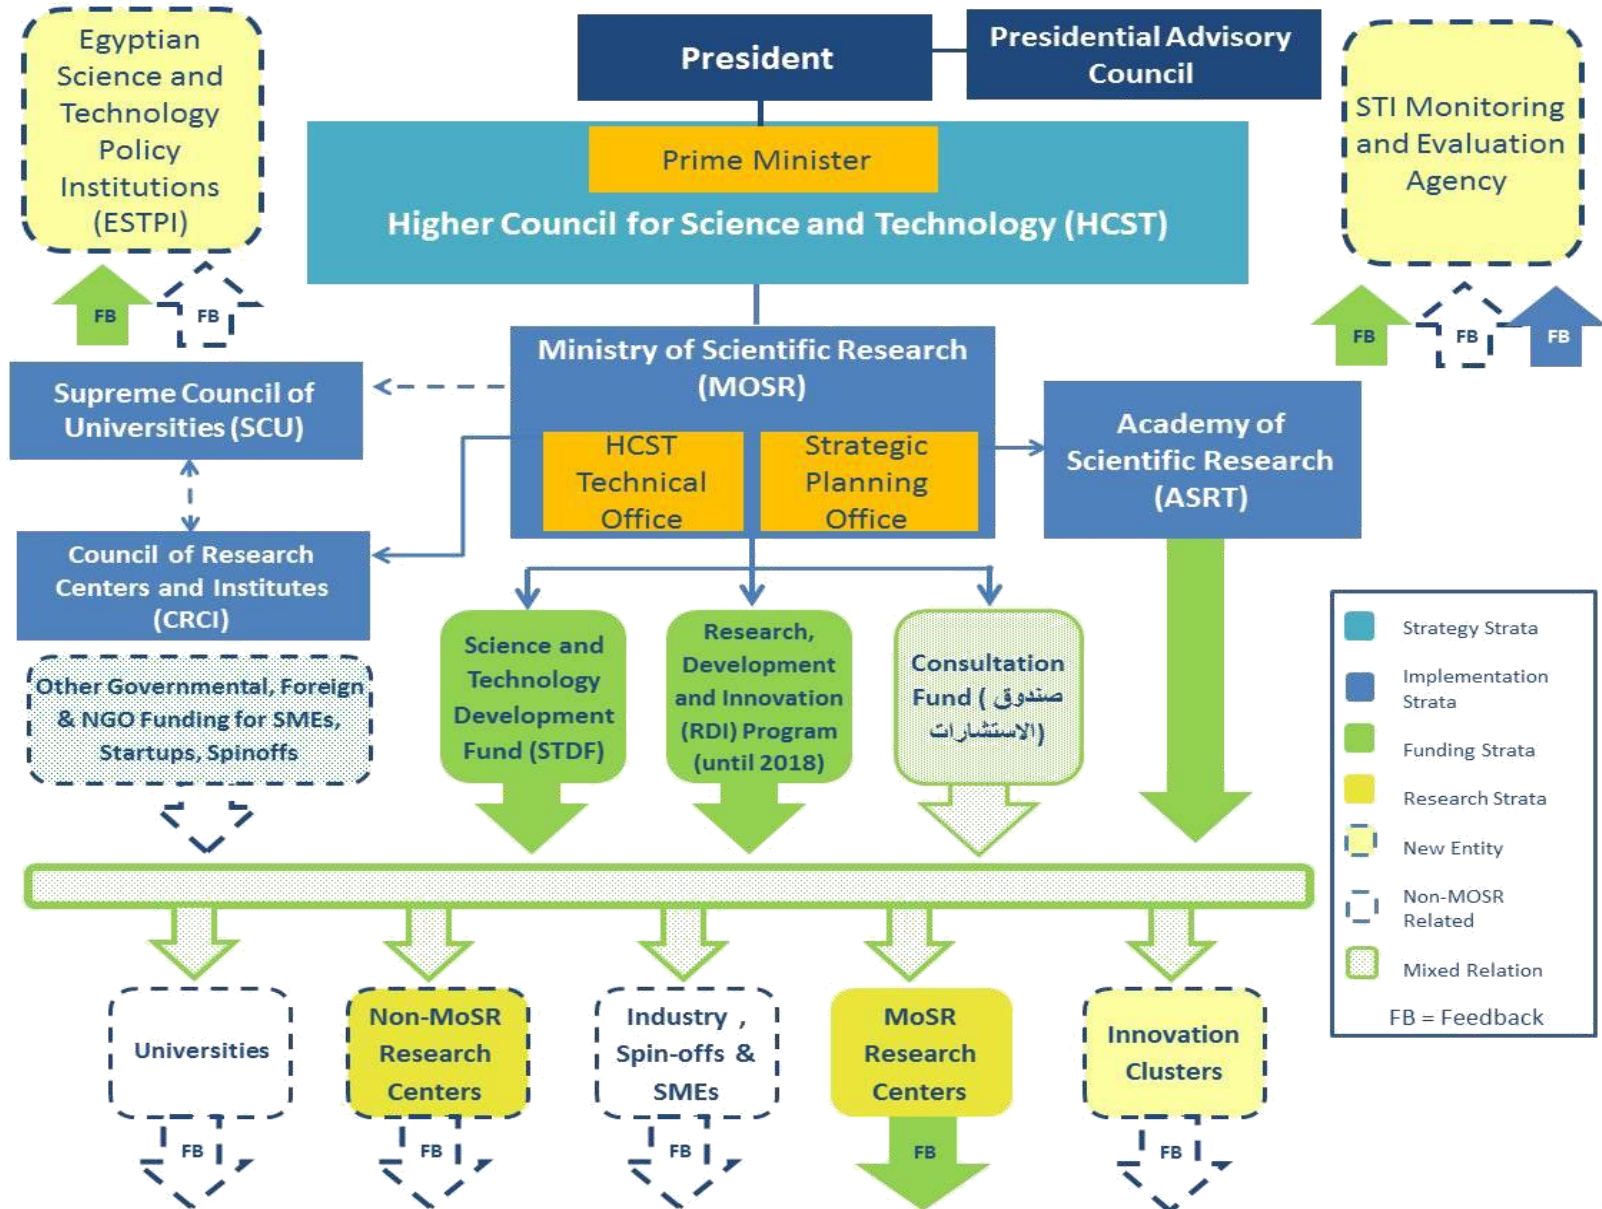 Egyptian
Science and
Technology
Policy
Institutions
(ESTPI)
President
Presidential Advisory
Council
STI Monitoring
and Evaluation
Agency
Prime Minister
Higher Council for Science and Technology (HCST)
FB
FB
FB
FB
FB
Supreme Council of
Universities (SCU)
Ministry of Scientific Research
(MOSR)
HCST
Technical
Office
Strategic
Planning
Office
Academy of
Scientific Research
(ASRT)
Council of Research
Centers and Institutes
(CRCI)
Other Governmental, Foreign
& NGO Funding for SMEs,
Startups, Spinoffs
Science and
Technology
Development
Fund (STDF)
Research,
Development
and Innovation
(RDI) Program
(until 2018)
Consultation
Fund ( صندوق
الاستشارات)
Strategy Strata
Implementation
Strata
Funding Strata
Research Strata
New Entity
Non-MOSR
Related
Mixed Relation
FB = Feedback
Universities
Non-MoSR
Research
Centers
Industry ,
Spin-offs &
SMEs
MoSR
Research
Centers
Innovation
Clusters
FB
FB
FB
FB
FB